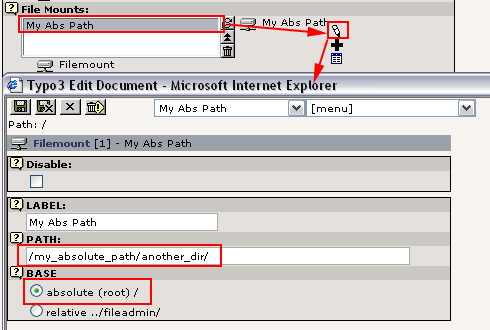 File Mounts:
My Abs Path
My Abs Path
Filemount
Typo3 Edit Document - Microsoft Internet Explorer
My Abs Path
[menu]
Path: /
Filemount [1] - My Abs Path
Disable:
LABEL:
My Abs Path
PATH:
/my_absolute_path/another_dir/
BASE
absolute (root) /
relative ../fileadmin/